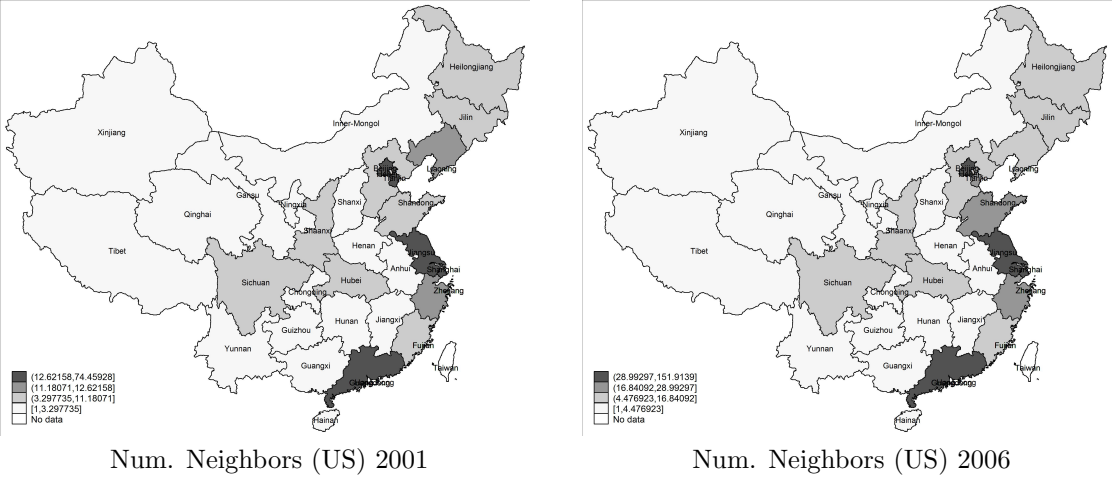 Heilongjiang
Jilin
Inner-Mongol
Xinjiang
Liaoning
Beijing
Gansu
Ningxia
Shanxi
Shandong
Qinghai
Shaanxi
Henan
Jiangsu
Tibet
Anhui
Shanghai
Sichuan
Hubei
Chongqing
Zhejiang
Hunan
Jiangxi
Guizhou
Fujian
Yunnan
Guangxi
Taiwan
Hainan
(12.62158,74.45928]
(11.18071,12.62158]
(3.297735,11.18071]
[1,3.297735]
No data
Num. Neighbors (US) 2001
Heilongjiang
Jilin
Inner-Mongol
Xinjiang
Liaoning
Beijing
Gansu
Ningxia
Shanxi
Shandong
Qinghai
Shaanxi
Henan
Jiangsu
Tibet
Anhui
Shanghai
Sichuan
Hubei
Chongqing
Zhejiang
Hunan
Jiangxi
Guizhou
Fujian
Yunnan
Guangxi
Taiwan
Hainan
(28.99297,151.9139]
(16.84092,28.99297]
(4.476923,16.84092]
[1,4.476923]
No data
Num. Neighbors (US) 2006